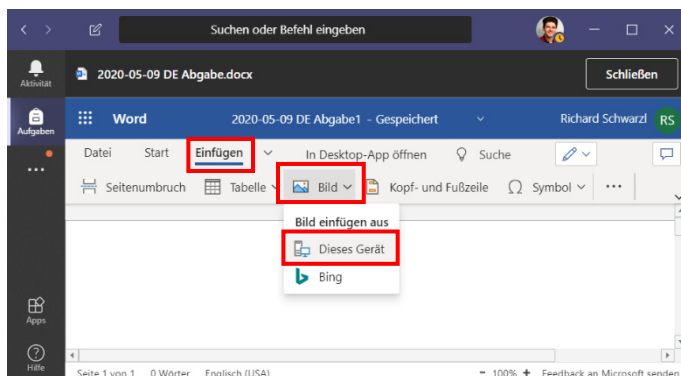 Suchen oder Befehl eingeben
Aktivität
2020-05-09 DE Abgabe.docx
Schließen
Aufgaben
Word
2020-05-09 DE Abgabe1 - Gespeichert
Richard Schwarzl
RS
Datei Start Einfügen In Desktop-App öffnen Suche
Seitenumbruch Tabelle Bild Kopf- und Fußzeile Symbol
Bild einfügen aus
Dieses Gerät
Bing
Apps
Hilfe
Seite 1 von 1 0 Wörter Englisch (USA) - 100% + Feedback an Microsoft senden